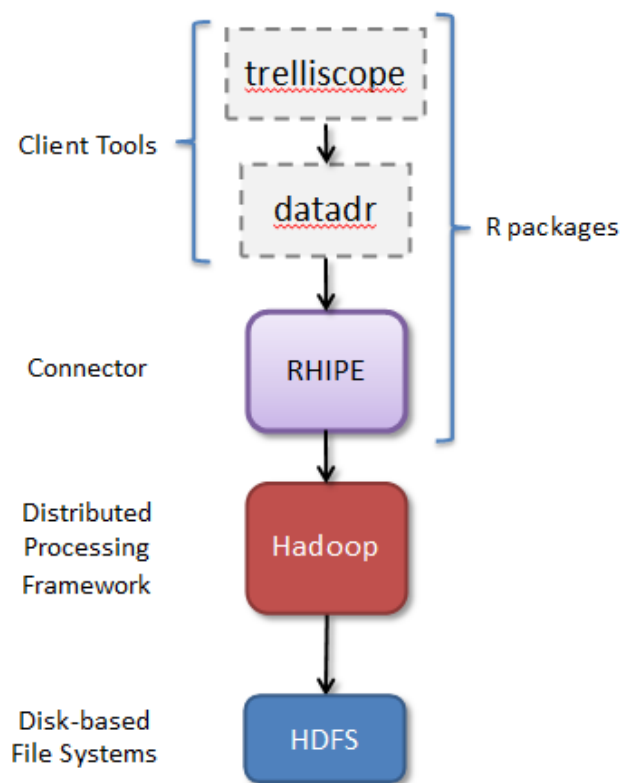 trelliscope
Client Tools
datadr
R packages
Connector
RHIPE
Distributed
Processing
Framework
Hadoop
Disk-based
File Systems
HDFS